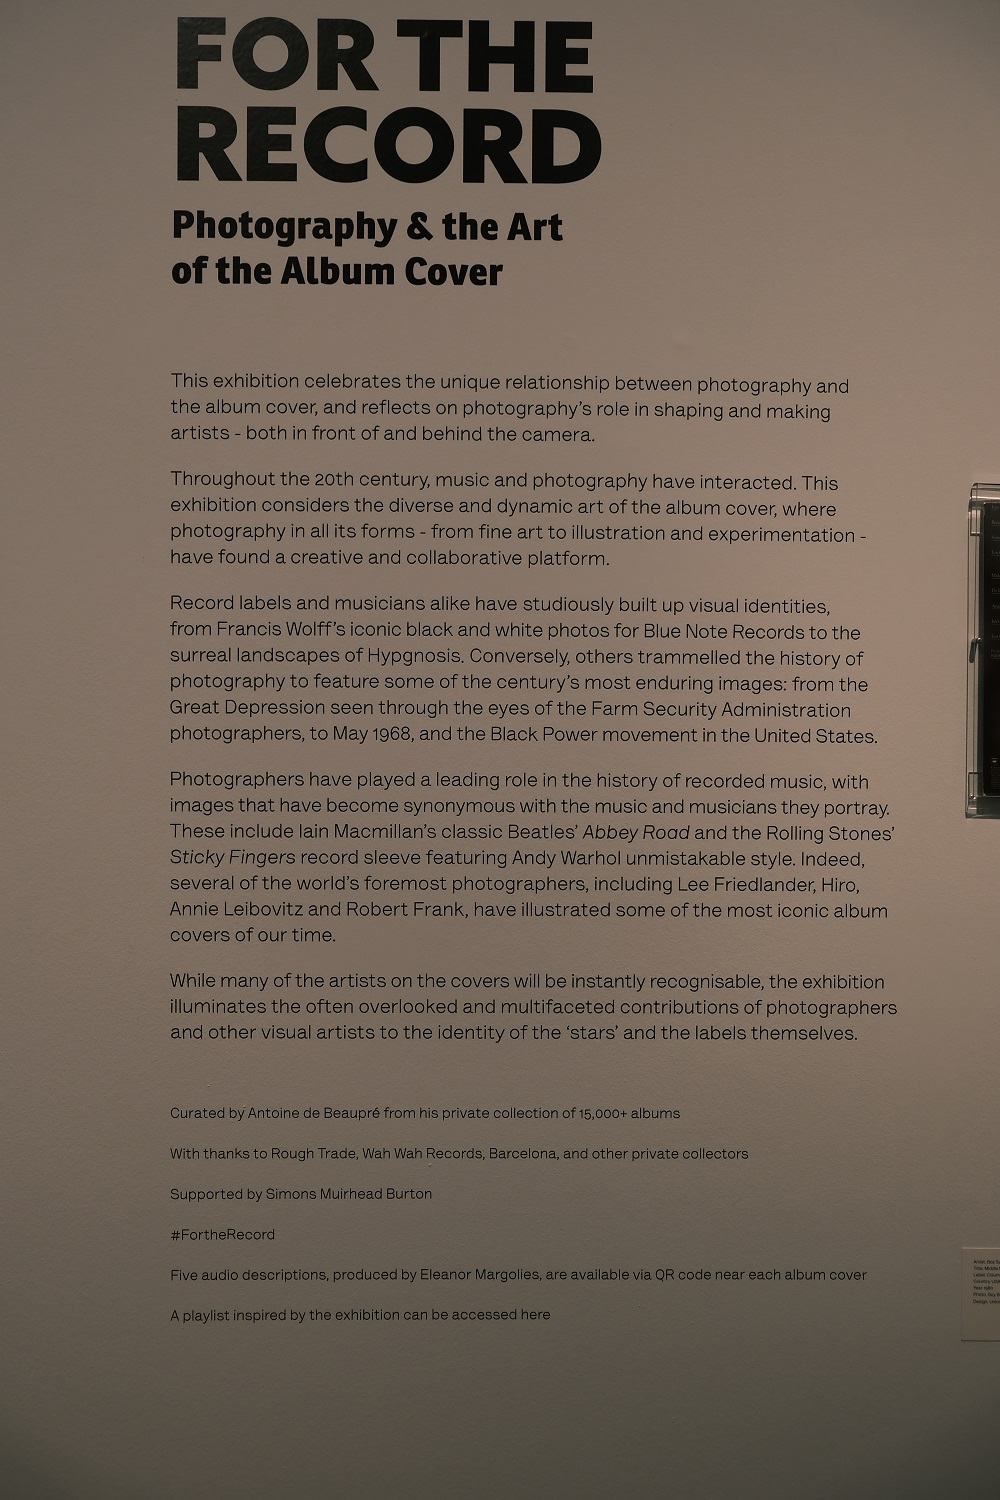 FOR THE
RECORD
Photography & the Art
of the Album Cover
This exhibition celebrates the unique relationship between photography and
the album cover, and reflects on photography's role in shaping and making
artists - both in front of and behind the camera.
Throughout the 20th century, music and photography have interacted. This
exhibition considers the diverse and dynamic art of the album cover, where
photography in all its forms - from fine art to illustration and experimentation -
have found a creative and collaborative platform.
Record labels and musicians alike have studiously built up visual identities,
from Francis Wolff's iconic black and white photos for Blue Note Records to the
surreal landscapes of Hypgnosis. Conversely, others trammelled the history of
photography to feature some of the century's most enduring images: from the
Great Depression seen through the eyes of the Farm Security Administration
photographers, to May 1968, and the Black Power movement in the United States.
Photographers have played a leading role in the history of recorded music, with
images that have become synonymous with the music and musicians they portray.
These include Iain Macmillan's classic Beatles' Abbey Road and the Rolling Stones'
Sticky Fingers record sleeve featuring Andy Warhol unmistakable style. Indeed,
several of the world's foremost photographers, including Lee Friedlander, Hiro,
Annie Leibovitz and Robert Frank, have illustrated some of the most iconic album
covers of our time.
While many of the artists on the covers will be instantly recognisable, the exhibition
illuminates the often overlooked and multifaceted contributions of photographers
and other visual artists to the identity of the 'stars' and the labels themselves.
Curated by Antoine de Beaupré from his private collection of 15,000+ albums
With thanks to Rough Trade, Wah Wah Records, Barcelona, and other private collectors
Supported by Simons Muirhead Burton
#FortheRecord
Five audio descriptions, produced by Eleanor Margolies, are available via QR code near each album cover
A playlist inspired by the exhibition can be accessed here